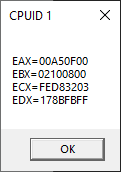 CPUID 1
EAX=00A50F00
EBX=02100800
ECX=FED83203
EDX=178BFBFF
OK